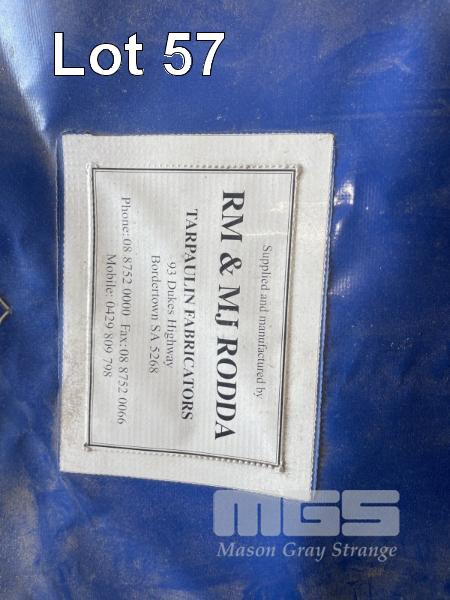 Lot 57
Supplied and manufactured by
RM & MJ RODDA
TARPAULIN FABRICATORS
93 Dukes Highway
Bordertown SA 5268
Phone: 08 8752 0000  Fax: 08 8752 0066
Mobile: 0429 809 798
MGS
Mason Gray Strange